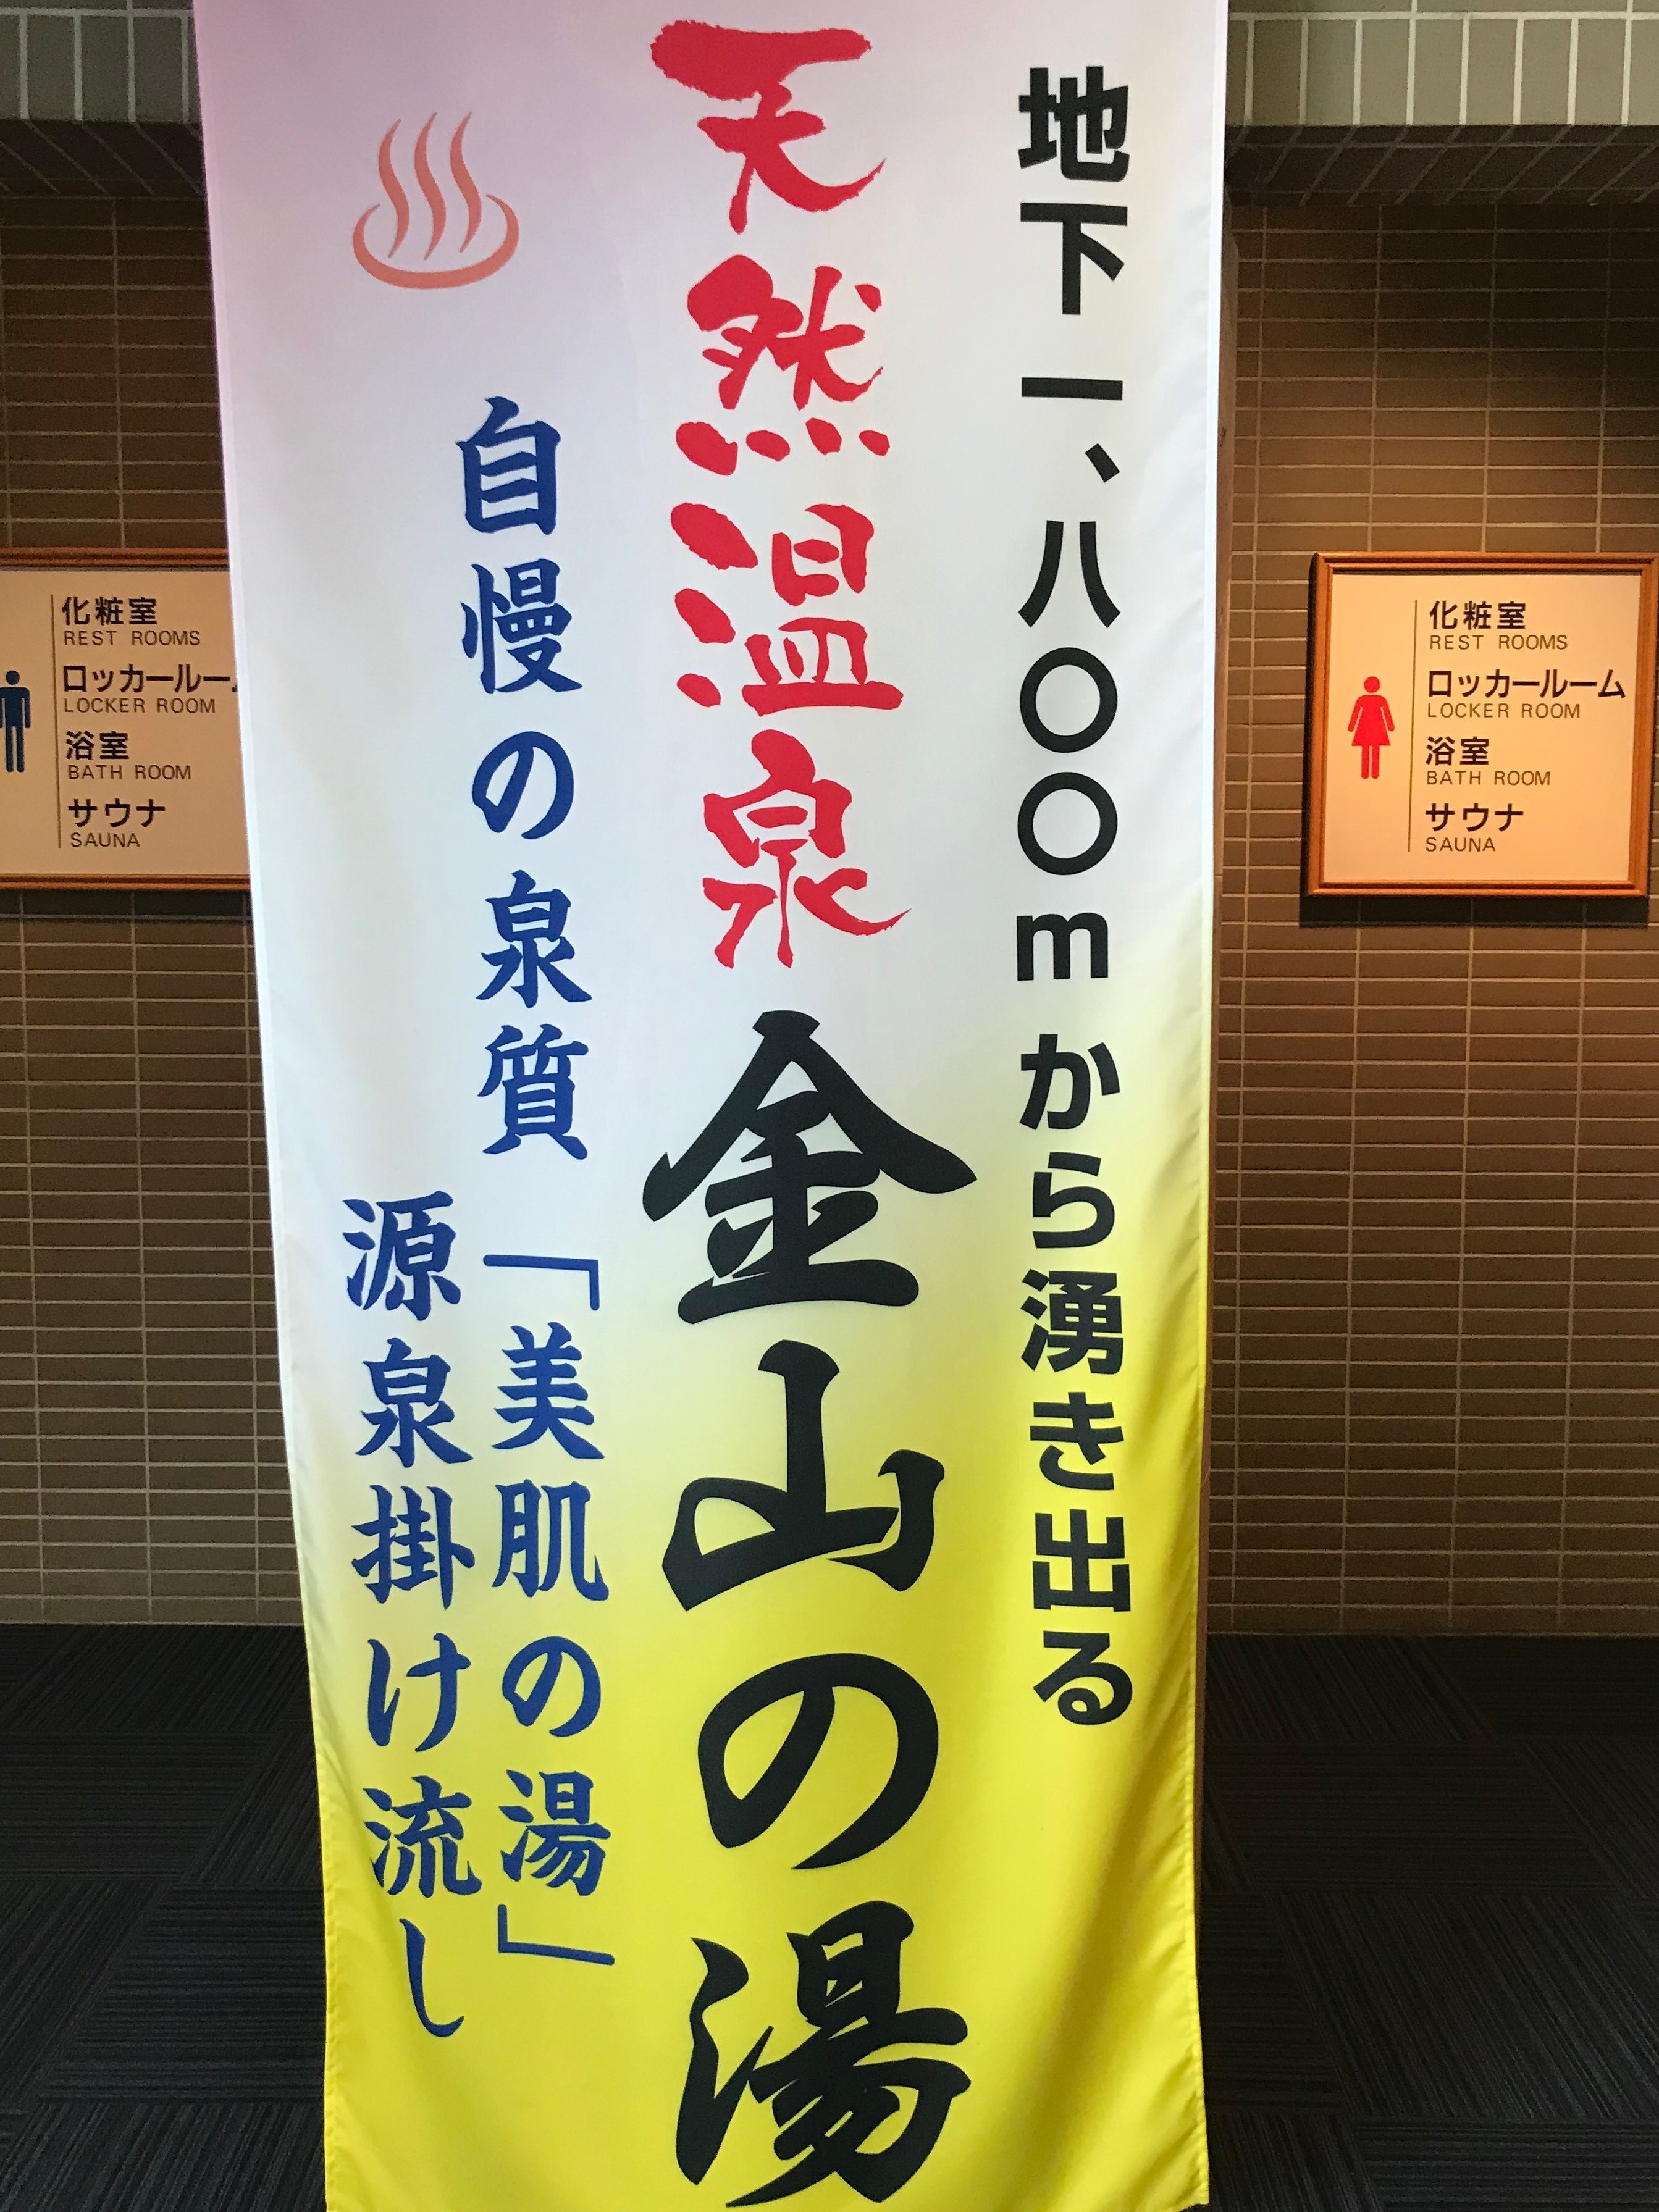 地下一、八〇〇mから湧き出る
天然温泉 金山の湯
自慢の泉質「美肌の湯」
源泉掛け流し
化粧室
REST ROOMS
ロッカールーム
LOCKER ROOM
浴室
BATH ROOM
サウナ
SAUNA
化粧室
REST ROOMS
ロッカールーム
LOCKER ROOM
浴室
BATH ROOM
サウナ
SAUNA